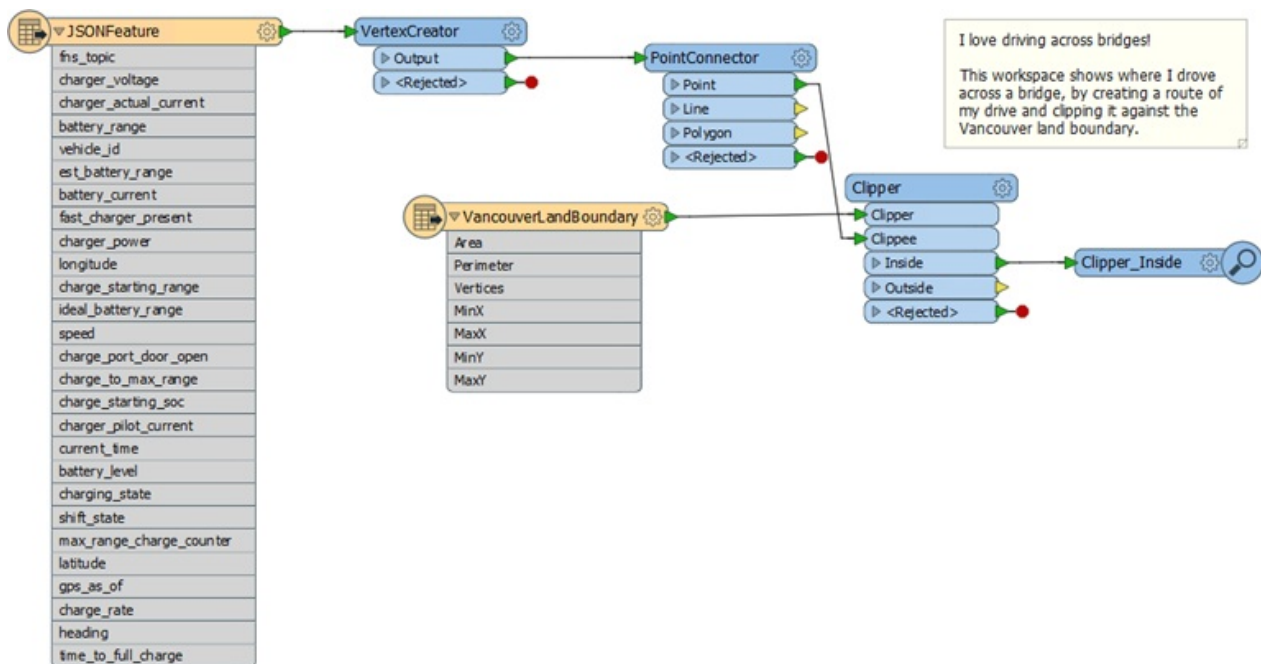 JSONFeature
fns_topic
charger_voltage
charger_actual_current
battery_range
vehicle_id
est_battery_range
battery_current
fast_charger_present
charger_power
longitude
charge_starting_range
ideal_battery_range
speed
charge_port_door_open
charge_to_max_range
charge_starting_soc
charger_pilot_current
current_time
battery_level
charging_state
shift_state
max_range_charge_counter
latitude
gps_as_of
charge_rate
heading
time_to_full_charge
VertexCreator
Output
<Rejected>
PointConnector
Point
Line
Polygon
<Rejected>
VancouverLandBoundary
Area
Perimeter
Vertices
MinX
MaxX
MinY
MaxY
Clipper
Clipper
Clippee
Inside
Outside
<Rejected>
Clipper_Inside
I love driving across bridges!
This workspace shows where I drove
across a bridge, by creating a route of
my drive and clipping it against the
Vancouver land boundary.